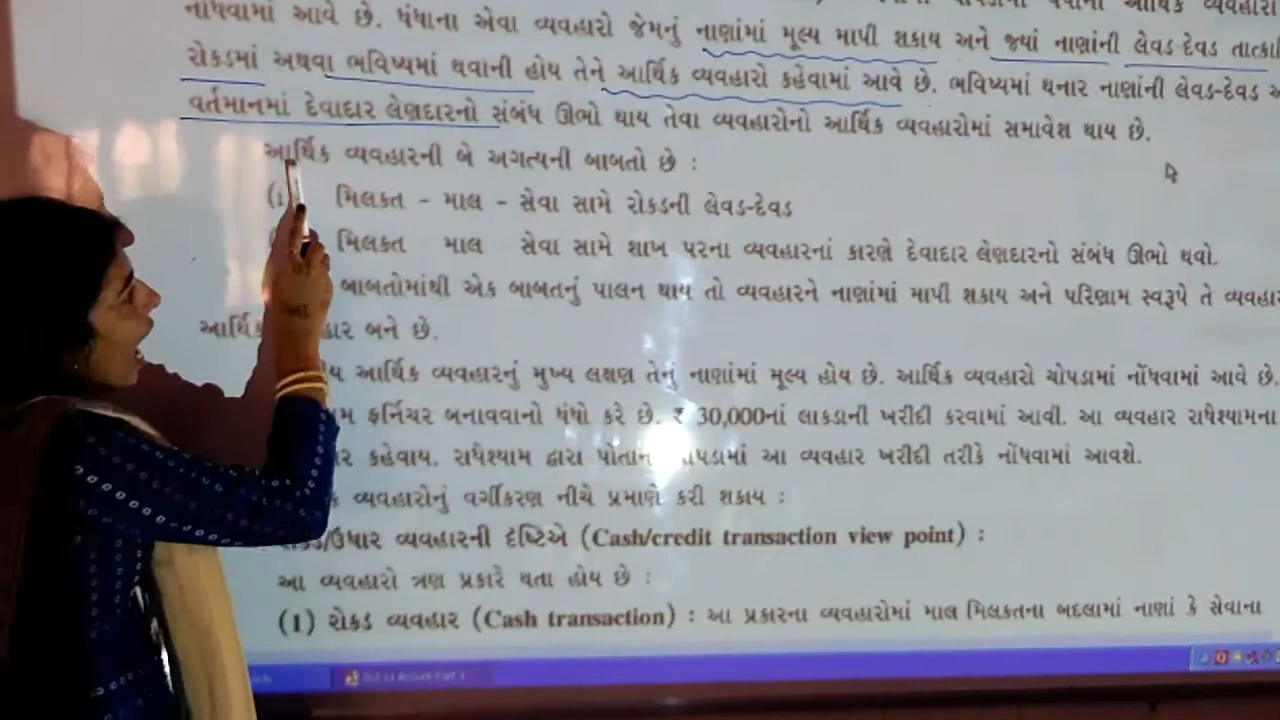 નોંધવામાં આવે છે. ધંધાના એવા વ્યવહારો જેમનું નાણાંમાં મૂલ્ય માપી શકાય અને જ્યાં નાણાંની લેવડ-દેવડ
રોકડમાં અથવા ભવિષ્યમાં થવાની હોય તેને આર્થિક વ્યવહારો કહેવામાં આવે છે. ભવિષ્યમાં થનાર નાણાંની લેવડ-દેવડ
વર્તમાનમાં દેવાદાર લેણદારનો સંબંધ ઊભો થાય તેવા વ્યવહારોનો આર્થિક વ્યવહારોમાં સમાવેશ થાય છે.
આર્થિક વ્યવહારની બે અગત્યની બાબતો છે :
મિલકત - માલ - સેવા સામે રોકડની લેવડ-દેવડ
મિલકત માલ સેવા સામે શાખ પરના વ્યવહારનાં કારણે દેવાદાર લેણદારનો સંબંધ ઊભો થવો.
બાબતોમાંથી એક બાબતનું પાલન થાય તો વ્યવહારને નાણાંમાં માપી શકાય અને પરિણામ સ્વરૂપે તે
બને છે.
આર્થિક વ્યવહારનું મુખ્ય લક્ષણ તેનું નાણાંમાં મૂલ્ય હોય છે. આર્થિક વ્યવહારો ચોપડામાં નોંધવામાં આવે છે.
ફર્નિચર બનાવવાનો ધંધો કરે છે. ₹ 30,000નાં લાકડાની ખરીદી કરવામાં આવી. આ વ્યવહાર રાધેશ્યામના
કહેવાય. રાધેશ્યામ દ્વારા આ વ્યવહાર ખરીદી તરીકે નોંધવામાં આવશે.
વ્યવહારોનું વર્ગીકરણ નીચે પ્રમાણે કરી શકાય :
વ્યવહારની દૃષ્ટિએ (Cash/credit transaction view point) :
આ વ્યવહારો ત્રણ પ્રકારે થતા હોય છે :
(1) રોકડ વ્યવહાર (Cash transaction) : આ પ્રકારના વ્યવહારોમાં માલ મિલકતના બદલામાં નાણાં કે સેવાના